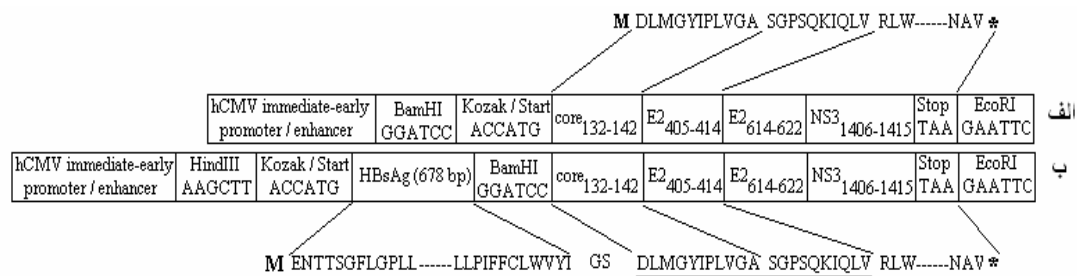 M DLMGYIPLVGA SGPSQKIQLV RLW------NAV *
hCMV immediate-early promoter / enhancer BamHI GGATCC Kozak / Start ACCATG core132-142 E2405-414 E2614-622 NS31406-1415 Stop TAA EcoRI GAATTC الف
hCMV immediate-early promoter / enhancer HindIII AAGCTT Kozak / Start ACCATG HBsAg (678 bp) BamHI GGATCC core132-142 E2405-414 E2614-622 NS31406-1415 Stop TAA EcoRI GAATTC ب
M ENTTSGFLGPLL ------LLPIFFCLWVYI GS DLMGYIPLVGA SGPSQKIQLV RLW------NAV *